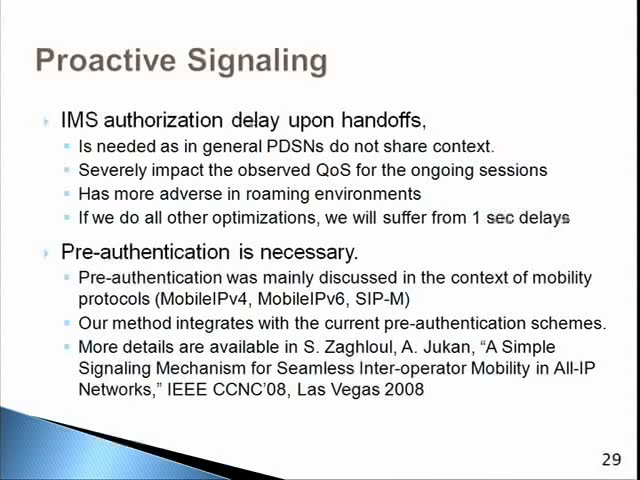 Proactive Signaling
IMS authorization delay upon handoffs,
Is needed as in general PDSNs do not share context.
Severely impact the observed QoS for the ongoing sessions
Has more adverse in roaming environments
If we do all other optimizations, we will suffer from 1 sec delays
Pre-authentication is necessary.
Pre-authentication was mainly discussed in the context of mobility
protocols (MobileIPv4, MobileIPv6, SIP-M)
Our method integrates with the current pre-authentication schemes.
More details are available in S. Zaghloul, A. Jukan, “A Simple
Signaling Mechanism for Seamless Inter-operator Mobility in All-IP
Networks,” IEEE CCNC’08, Las Vegas 2008
29